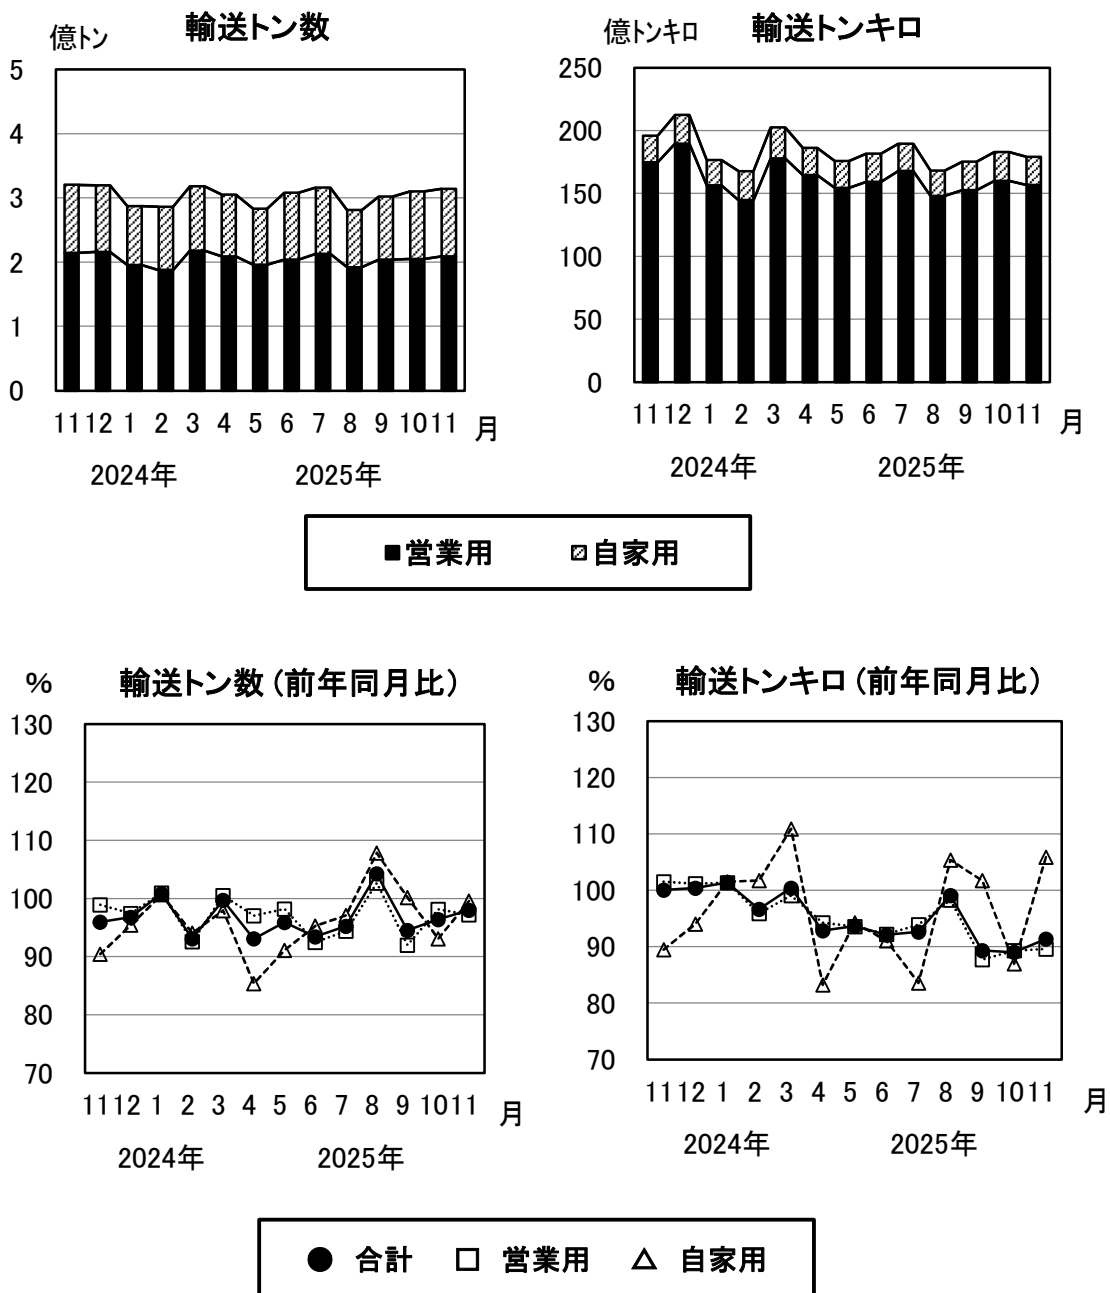 輸送トン数
億トン
5
4
3
2
1
0
11 12 1 2 3 4 5 6 7 8 9 10 11 月
2024年 2025年
輸送トンキロ
億トンキロ
250
200
150
100
50
0
11 12 1 2 3 4 5 6 7 8 9 10 11 月
2024年 2025年
■営業用 自家用
輸送トン数（前年同月比）
%
130
120
110
100
90
80
70
11 12 1 2 3 4 5 6 7 8 9 10 11 月
2024年 2025年
輸送トンキロ（前年同月比）
%
130
120
110
100
90
80
70
11 12 1 2 3 4 5 6 7 8 9 10 11 月
2024年 2025年
● 合計 □ 営業用 △ 自家用